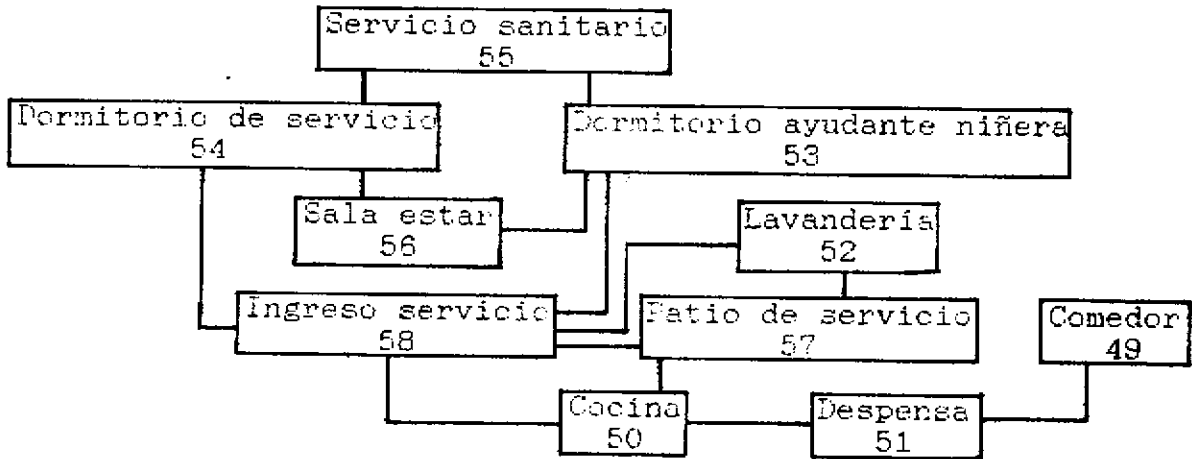 Servicio sanitario
55
Dormitorio de servicio
54
Dormitorio ayudante niñera
53
Sala estar
56
Lavandería
52
Ingreso servicio
58
Patio de servicio
57
Comedor
49
Cocina
50
Despensa
51